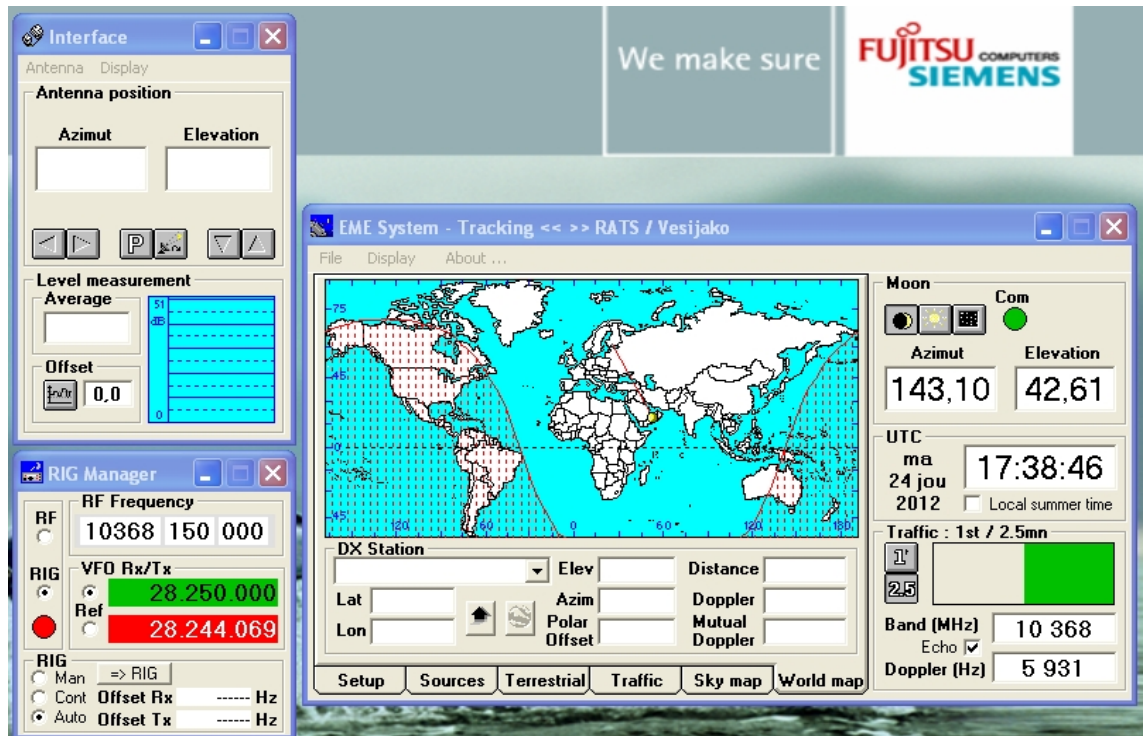 We make sure
FUJITSU COMPUTERS
SIEMENS
Interface
Antenna Display
Antenna position
Azimut Elevation
P
Level measurement
Average
51
dB
0
Offset
0,0
RIG Manager
RF Frequency
RF
10368 150 000
RIG
VFO Rx/Tx
28.250.000
Ref
28.244.069
RIG
Man => RIG
Cont Offset Rx ------ Hz
Auto Offset Tx ------ Hz
EME System - Tracking << >> RATS / Vesijako
File Display About ...
75
45
0
-45
120 60 0 60 120 180
DX Station
Elev Distance
Lat Azim Doppler
Lon Polar Offset Mutual Doppler
Setup Sources Terrestrial Traffic Sky map World map
Moon
Com
Azimut Elevation
143,10 42,61
UTC
ma
24 jou
2012
17:38:46
Local summer time
Traffic : 1st / 2.5mn
1'
2.5
Band (MHz) 10 368
Echo
Doppler (Hz) 5 931